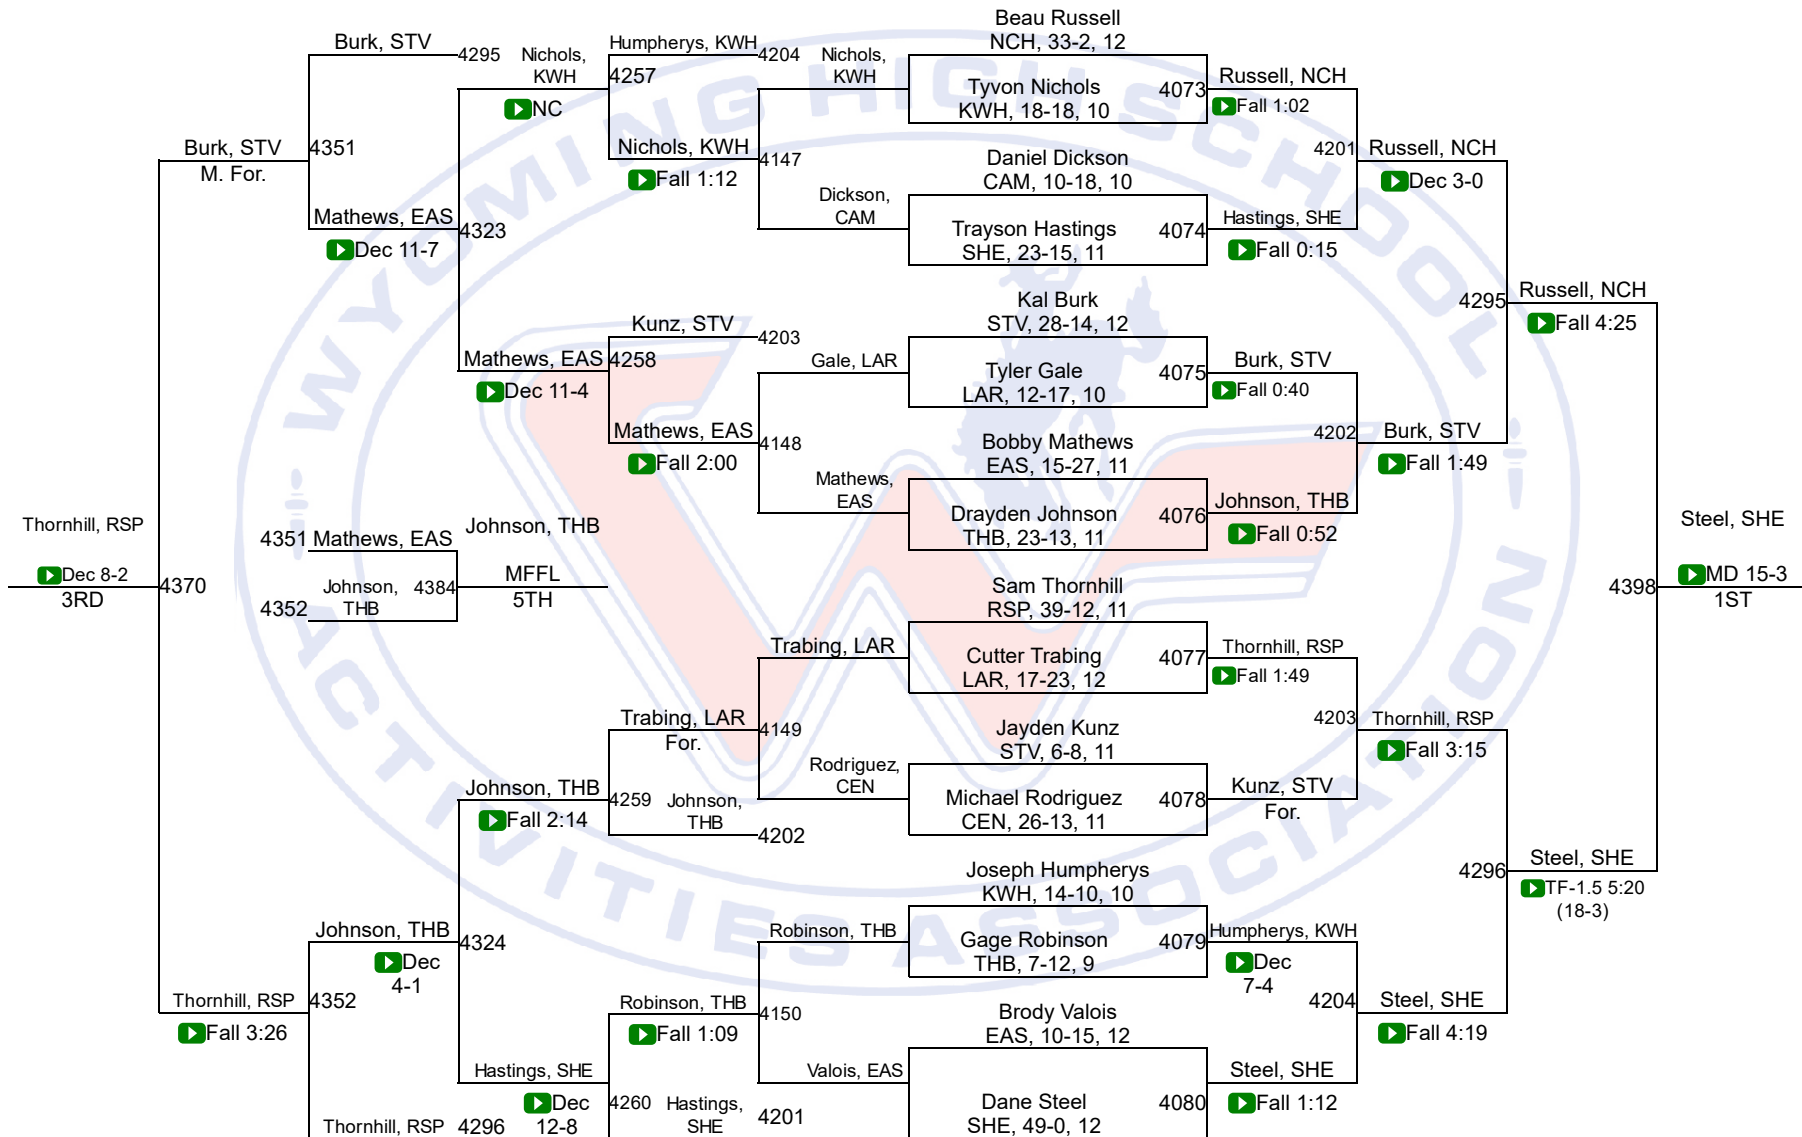 Beau Russell
NCH, 33-2, 12
Burk, STV
4295
Nichols,
KWH
Humpherys, KWH
4204
Nichols,
KWH
4257
NC
Tyvon Nichols
KWH, 18-18, 10
4073
Russell, NCH
Fall 1:02
Burk, STV
M. For.
4351
Nichols, KWH
Fall 1:12
4147
Daniel Dickson
CAM, 10-18, 10
4201
Russell, NCH
Dec 3-0
Dickson,
CAM
Mathews, EAS
Dec 11-7
4323
Trayson Hastings
SHE, 23-15, 11
4074
Hastings, SHE
Fall 0:15
Kal Burk
STV, 28-14, 12
4295
Russell, NCH
Fall 4:25
Kunz, STV
4203
Mathews, EAS
Dec 11-4
4258
Gale, LAR
Tyler Gale
LAR, 12-17, 10
4075
Burk, STV
Fall 0:40
Mathews, EAS
Fall 2:00
4148
Bobby Mathews
EAS, 15-27, 11
4202
Burk, STV
Fall 1:49
Mathews,
EAS
Drayden Johnson
THB, 23-13, 11
4076
Johnson, THB
Fall 0:52
Thornhill, RSP
Dec 8-2
3RD
4370
4351
Mathews, EAS
Johnson, THB
Johnson,
THB
4352
4384
MFFL
5TH
Steel, SHE
4398
MD 15-3
1ST
Sam Thornhill
RSP, 39-12, 11
Trabing, LAR
Cutter Trabing
LAR, 17-23, 12
4077
Thornhill, RSP
Fall 1:49
Trabing, LAR
For.
4149
Jayden Kunz
STV, 6-8, 11
4203
Thornhill, RSP
Fall 3:15
Rodriguez,
CEN
Johnson, THB
Fall 2:14
4259
Johnson,
THB
4202
Michael Rodriguez
CEN, 26-13, 11
4078
Kunz, STV
For.
Joseph Humpherys
KWH, 14-10, 10
4296
Steel, SHE
TF-1.5 5:20
(18-3)
Johnson, THB
Dec
4-1
4324
Robinson, THB
Gage Robinson
THB, 7-12, 9
4079
Humpherys, KWH
Dec
7-4
Thornhill, RSP
Fall 3:26
4352
Robinson, THB
Fall 1:09
4150
Brody Valois
EAS, 10-15, 12
4204
Steel, SHE
Fall 4:19
Hastings, SHE
Dec
12-8
Valois, EAS
Steel, SHE
Fall 1:12
Thornhill, RSP
4296
4260
Hastings,
SHE
4201
Dane Steel
SHE, 49-0, 12
4080
WYOMING HIGH SCHOOL
ACTIVITIES ASSOCIATION